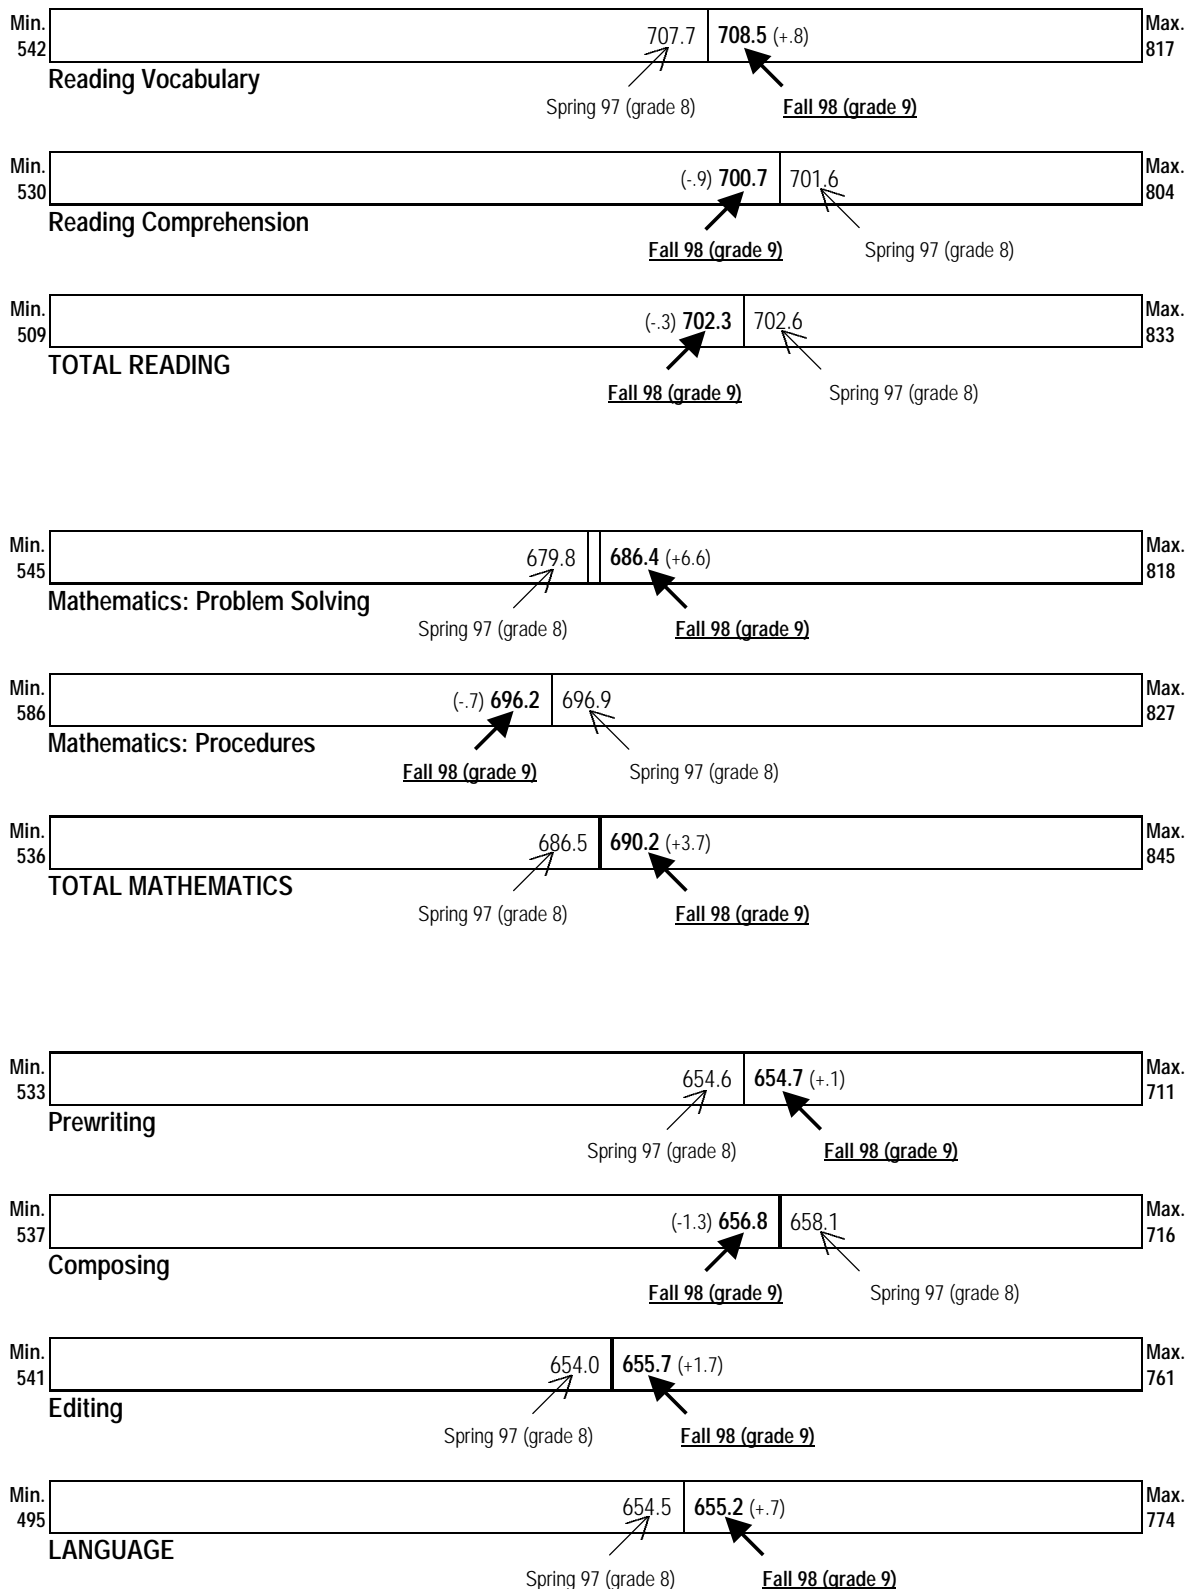 Min. 707.7 708.5 (+.8) Max.
542 817
Reading Vocabulary
Spring 97 (grade 8) Fall 98 (grade 9)
Min. (-.9) 700.7 701.6 Max.
530 804
Reading Comprehension
Fall 98 (grade 9) Spring 97 (grade 8)
Min. (-.3) 702.3 702.6 Max.
509 833
TOTAL READING
Fall 98 (grade 9) Spring 97 (grade 8)
Min. 679.8 686.4 (+6.6) Max.
545 818
Mathematics: Problem Solving
Spring 97 (grade 8) Fall 98 (grade 9)
Min. (-.7) 696.2 696.9 Max.
586 827
Mathematics: Procedures
Fall 98 (grade 9) Spring 97 (grade 8)
Min. 686.5 690.2 (+3.7) Max.
536 845
TOTAL MATHEMATICS
Spring 97 (grade 8) Fall 98 (grade 9)
Min. 654.6 654.7 (+.1) Max.
533 711
Prewriting
Spring 97 (grade 8) Fall 98 (grade 9)
Min. (-1.3) 656.8 658.1 Max.
537 716
Composing
Fall 98 (grade 9) Spring 97 (grade 8)
Min. 654.0 655.7 (+1.7) Max.
541 761
Editing
Spring 97 (grade 8) Fall 98 (grade 9)
Min. 654.5 655.2 (+.7) Max.
495 774
LANGUAGE
Spring 97 (grade 8) Fall 98 (grade 9)